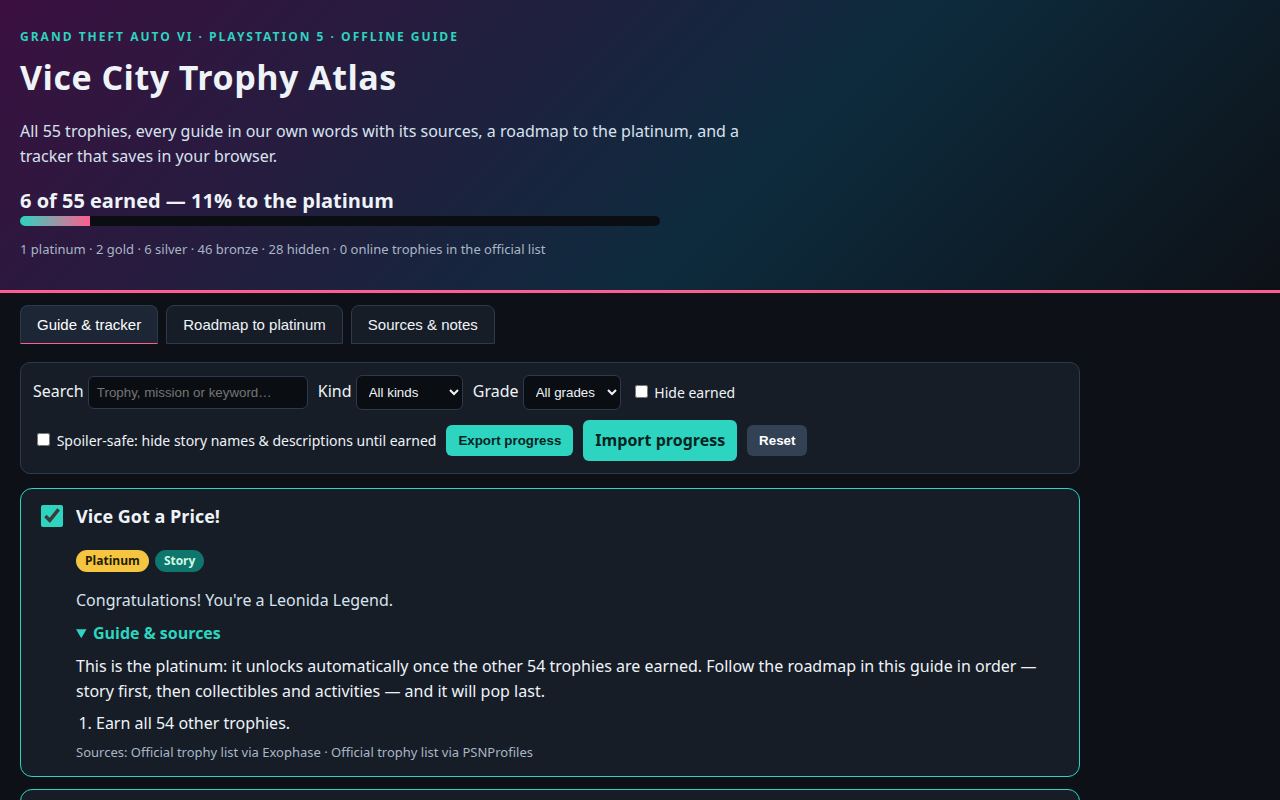 GRAND THEFT AUTO VI · PLAYSTATION 5 · OFFLINE GUIDE
Vice City Trophy Atlas
All 55 trophies, every guide in our own words with its sources, a roadmap to the platinum, and a
tracker that saves in your browser.
6 of 55 earned — 11% to the platinum
1 platinum · 2 gold · 6 silver · 46 bronze · 28 hidden · 0 online trophies in the official list
Guide & tracker
Roadmap to platinum
Sources & notes
Search Trophy, mission or keyword… Kind All kinds Grade All grades Hide earned
Spoiler-safe: hide story names & descriptions until earned Export progress Import progress Reset
Vice Got a Price!
Platinum Story
Congratulations! You're a Leonida Legend.
▼ Guide & sources
This is the platinum: it unlocks automatically once the other 54 trophies are earned. Follow the roadmap in this guide in order —
story first, then collectibles and activities — and it will pop last.
1. Earn all 54 other trophies.
Sources: Official trophy list via Exophase · Official trophy list via PSNProfiles